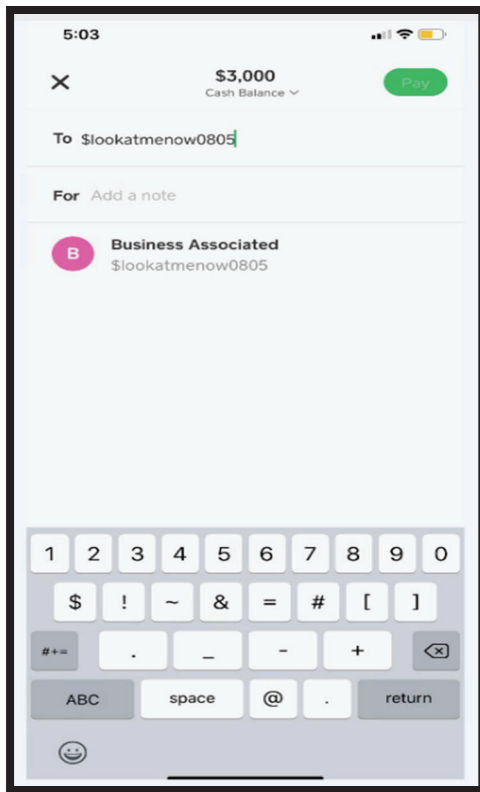 5:03
$3,000
Pay
Cash Balance
To $lookatmenow0805
For Add a note
B
Business Associated
$lookatmenow0805
1 2 3 4 5 6 7 8 9 0
$ ! ~ & = # [ ]
#+= . _ - +
ABC space @ . return